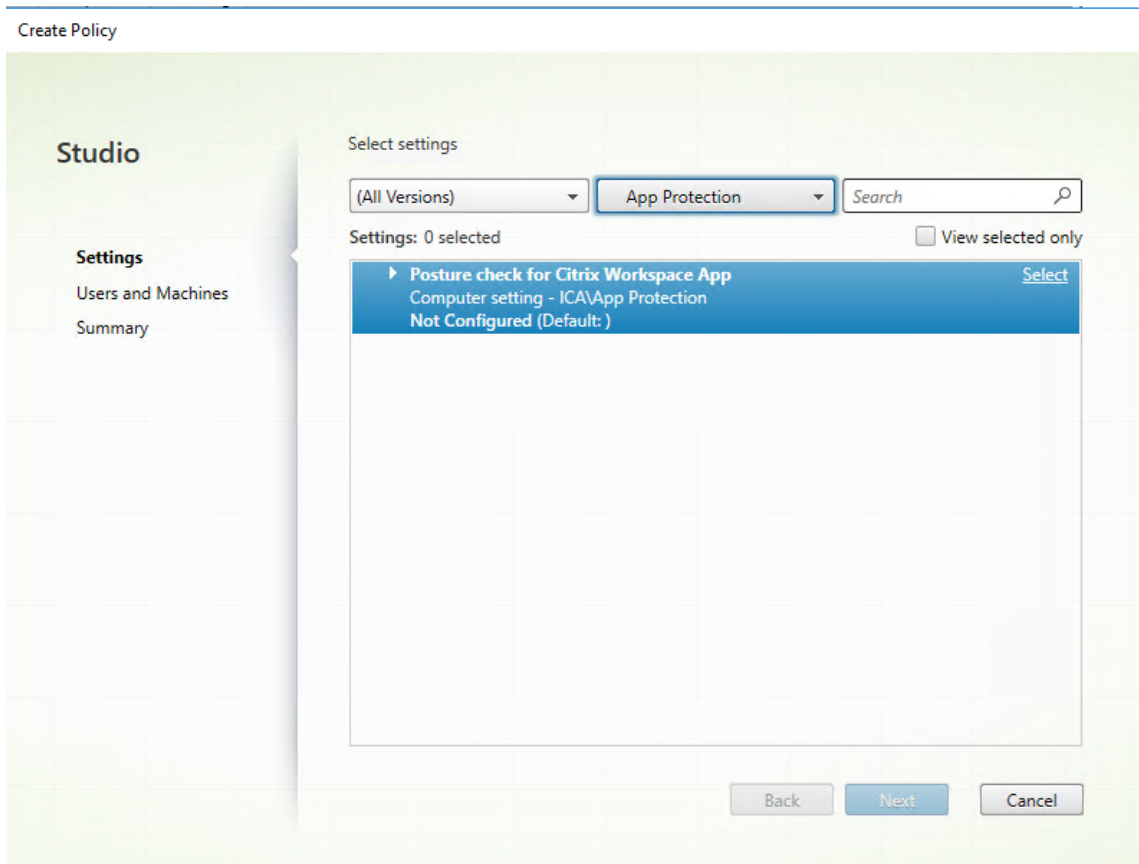 Create Policy
Studio
Settings
Users and Machines
Summary
Select settings
(All Versions)
App Protection
Search
Settings: 0 selected
View selected only
Posture check for Citrix Workspace App
Select
Computer setting - ICA\App Protection
Not Configured (Default: )
Back
Next
Cancel